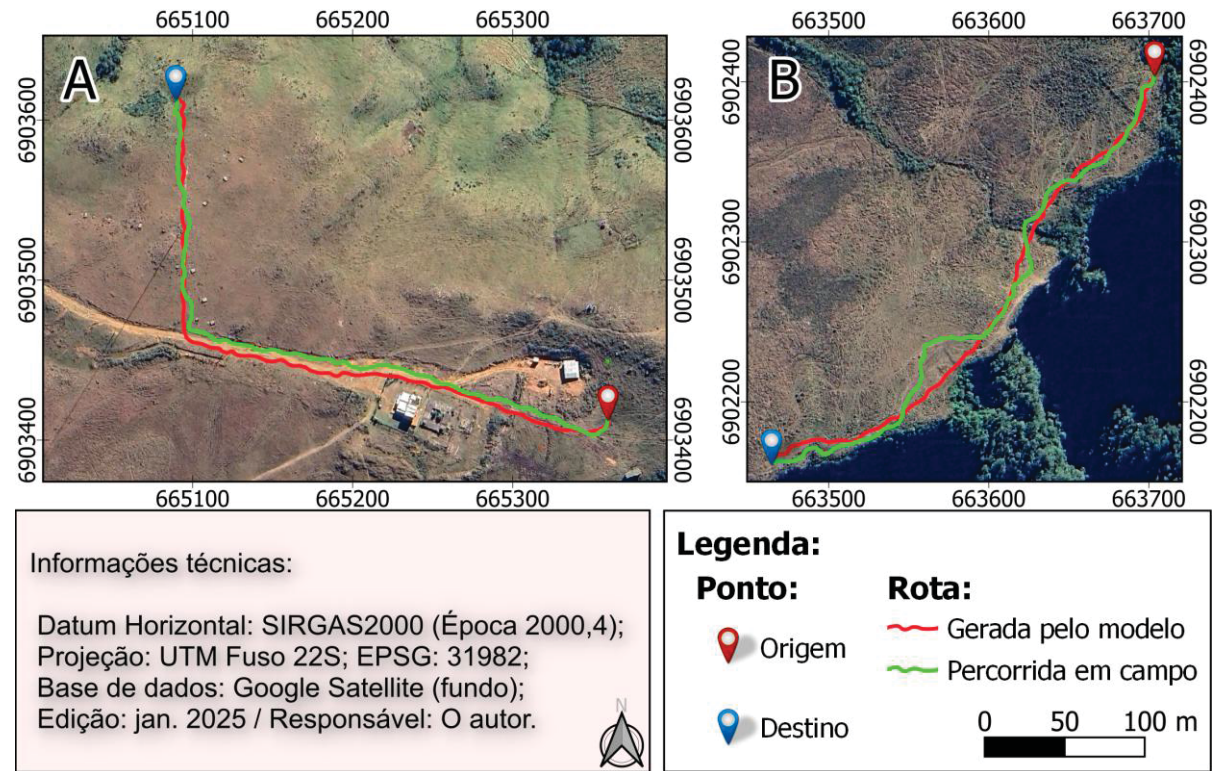 665100 665200 665300
663500 663600 663700
A
B
6903600 6903600
6903500 6903500
6903400 6903400
6902400 6902400
6902300 6902300
6902200 6902200
665100 665200 665300
663500 663600 663700
Informações técnicas:
Datum Horizontal: SIRGAS2000 (Época 2000,4);
Projeção: UTM Fuso 22S; EPSG: 31982;
Base de dados: Google Satellite (fundo);
Edição: jan. 2025 / Responsável: O autor.
N
Legenda:
Ponto: Rota:
Origem
Destino
Gerada pelo modelo
Percorrida em campo
0 50 100 m